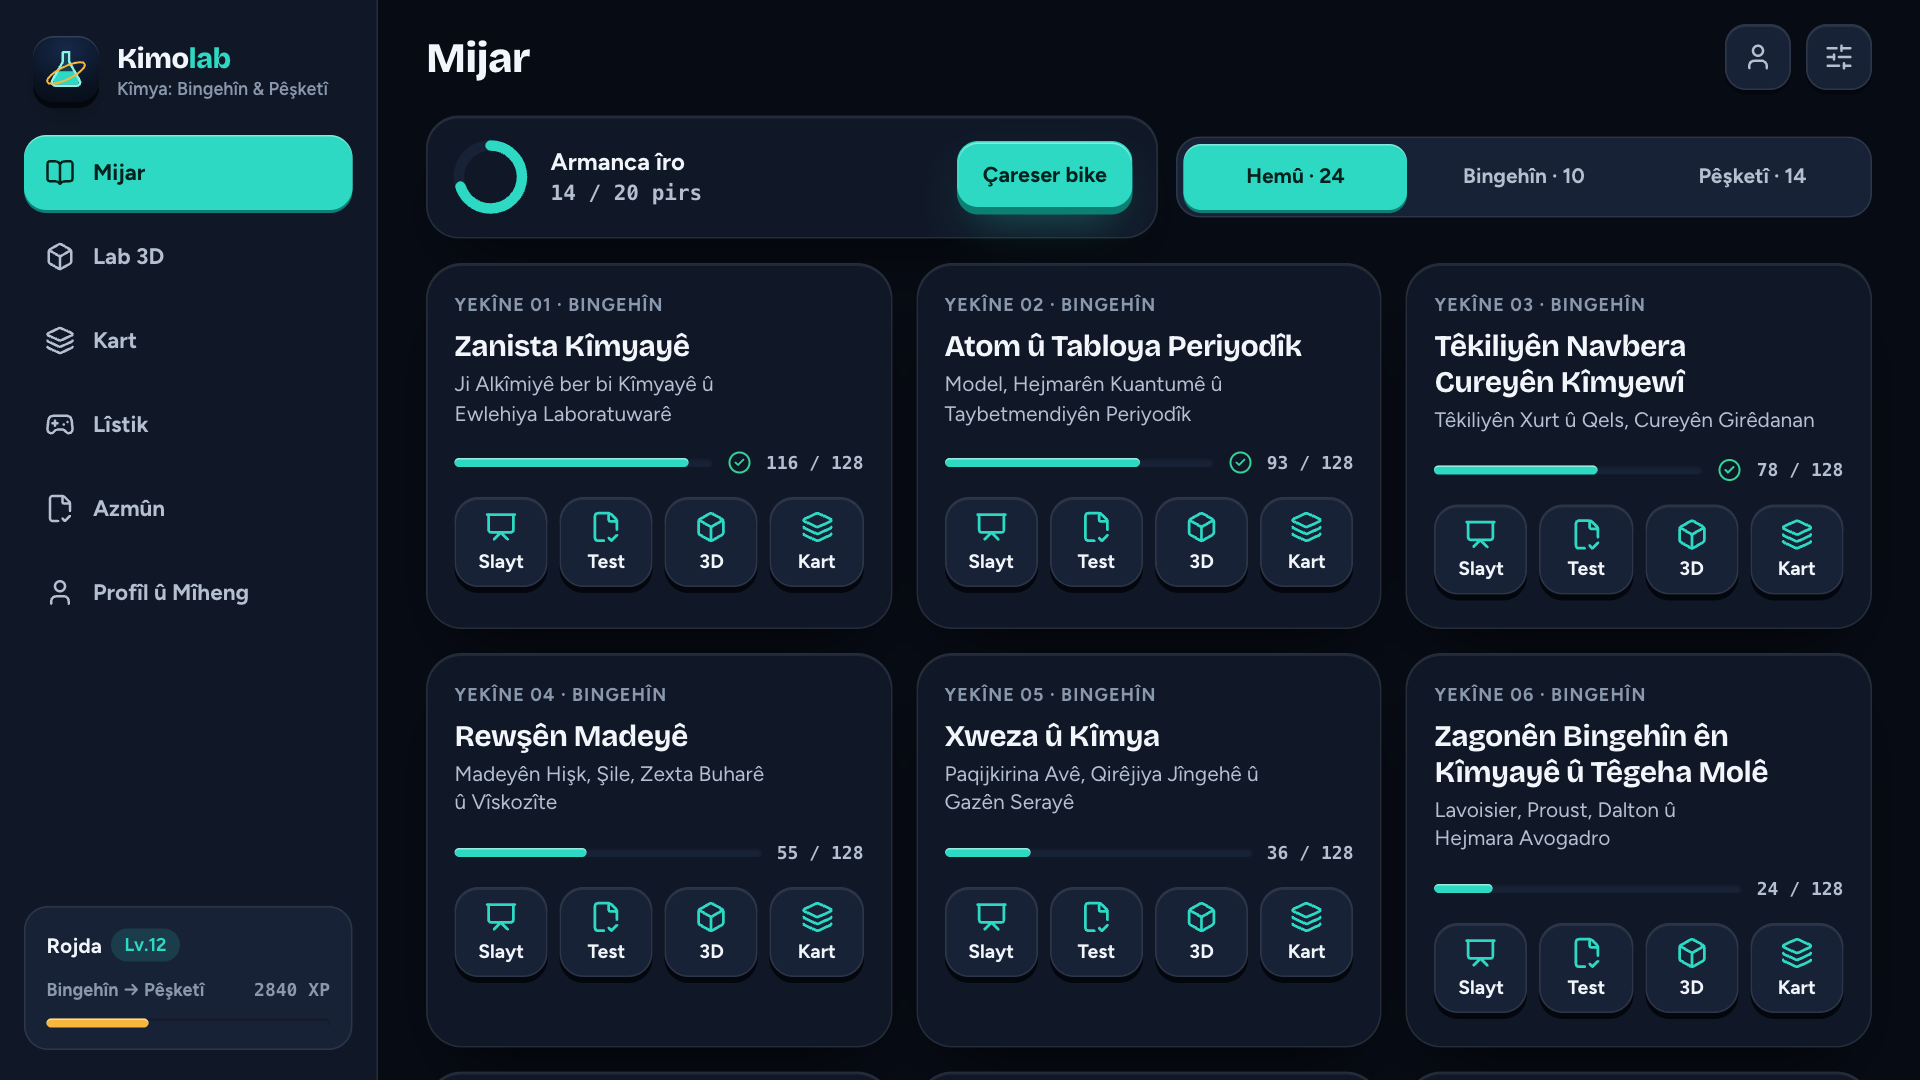 Kimolab
Kîmya: Bingehîn & Pêşketî
Mijar
Lab 3D
Kart
Lîstik
Azmûn
Profîl û Mîheng
Rojda Lv.12
Bingehîn → Pêşketî 2840 XP
Mijar
Armanca îro
14 / 20 pirs
Çareser bike
Hemû · 24 Bingehîn · 10 Pêşketî · 14
YEKÎNE 01 · BINGEHÎN
Zanista Kîmyayê
Ji Alkîmiyê ber bi Kîmyayê û
Ewlehiya Laboratuwarê
116 / 128
Slayt Test 3D Kart
YEKÎNE 02 · BINGEHÎN
Atom û Tabloya Periyodîk
Model, Hejmarên Kuantumê û
Taybetmendiyên Periyodîk
93 / 128
Slayt Test 3D Kart
YEKÎNE 03 · BINGEHÎN
Têkiliyên Navbera
Cureyên Kîmyewî
Têkiliyên Xurt û Qels, Cureyên Girêdanan
78 / 128
Slayt Test 3D Kart
YEKÎNE 04 · BINGEHÎN
Rewşên Madeyê
Madeyên Hişk, Şile, Zexta Buharê
û Vîskozîte
55 / 128
Slayt Test 3D Kart
YEKÎNE 05 · BINGEHÎN
Xweza û Kîmya
Paqijkirina Avê, Qirêjiya Jîngehê û
Gazên Serayê
36 / 128
Slayt Test 3D Kart
YEKÎNE 06 · BINGEHÎN
Zagonên Bingehîn ên
Kîmyayê û Têgeha Molê
Lavoisier, Proust, Dalton û
Hejmara Avogadro
24 / 128
Slayt Test 3D Kart